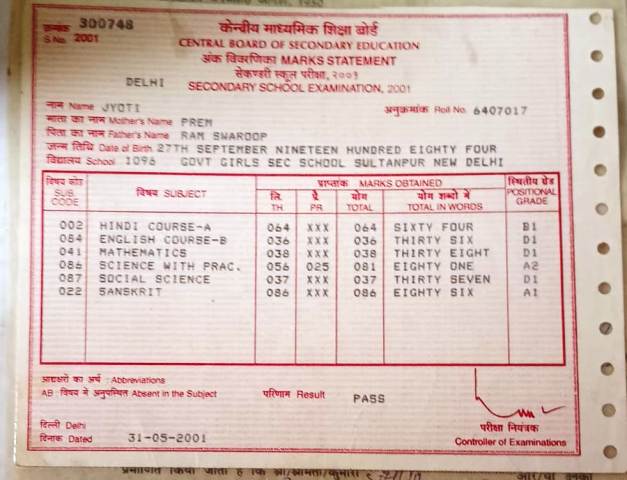 क्रमांक 300748
S.No. 2001
केन्द्रीय माध्यमिक शिक्षा बोर्ड
CENTRAL BOARD OF SECONDARY EDUCATION
अंक विवरणिका MARKS STATEMENT
सेकण्डरी स्कूल परीक्षा, २००१
DELHI SECONDARY SCHOOL EXAMINATION, 2001
नाम Name JYOTI अनुक्रमांक Roll No. 6407017
माता का नाम Mother's Name PREM
पिता का नाम Father's Name RAM SWAROOP
जन्म तिथि Date of Birth 27TH SEPTEMBER NINETEEN HUNDRED EIGHTY FOUR
विद्यालय School 1096 GOVT GIRLS SEC SCHOOL SULTANPUR NEW DELHI
विषय कोड SUB. CODE विषय SUBJECT प्राप्तांक MARKS OBTAINED स्थितीय ग्रेड POSITIONAL GRADE
लि. TH प्रै. PR योग TOTAL योग शब्दों में TOTAL IN WORDS
002 HINDI COURSE-A 064 XXX 064 SIXTY FOUR B1
054 ENGLISH COURSE-B 036 XXX 036 THIRTY SIX D1
041 MATHEMATICS 038 XXX 038 THIRTY EIGHT D1
086 SCIENCE WITH PRAC. 056 025 081 EIGHTY ONE A2
087 SOCIAL SCIENCE 037 XXX 037 THIRTY SEVEN D1
022 SANSKRIT 086 XXX 086 EIGHTY SIX A1
आद्यक्षरों का अर्थ : Abbreviations
AB : विषय में अनुपस्थित Absent in the Subject परिणाम Result PASS
दिल्ली Delhi
दिनांक Dated 31-05-2001
परीक्षा नियंत्रक
Controller of Examinations
प्रमाणित किया जाता है कि श्री/श्रीमती/कुमारी